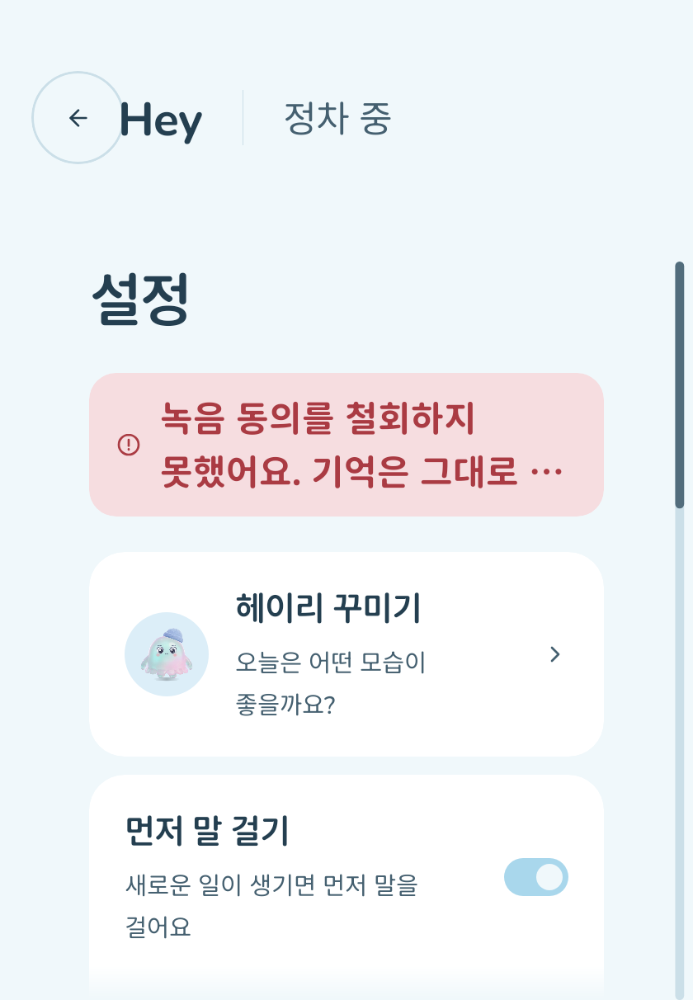 Hey
정차 중
설정
녹음 동의를 철회하지
못했어요. 기억은 그대로 …
헤이리 꾸미기
오늘은 어떤 모습이
좋을까요?
먼저 말 걸기
새로운 일이 생기면 먼저 말을
걸어요